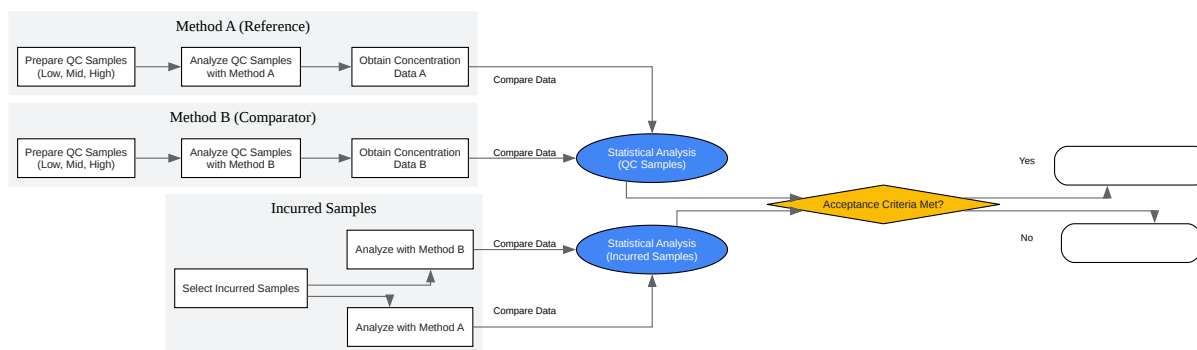 Method A (Reference)
Prepare QC Samples
(Low, Mid, High)
Analyze QC Samples
with Method A
Obtain Concentration
Data A
Compare Data
Method B (Comparator)
Prepare QC Samples
(Low, Mid, High)
Analyze QC Samples
with Method B
Obtain Concentration
Data B
Compare Data
Statistical Analysis
(QC Samples)
Incurred Samples
Select Incurred Samples
Analyze with Method B
Compare Data
Analyze with Method A
Compare Data
Statistical Analysis
(Incurred Samples)
Acceptance Criteria Met?
Yes
No